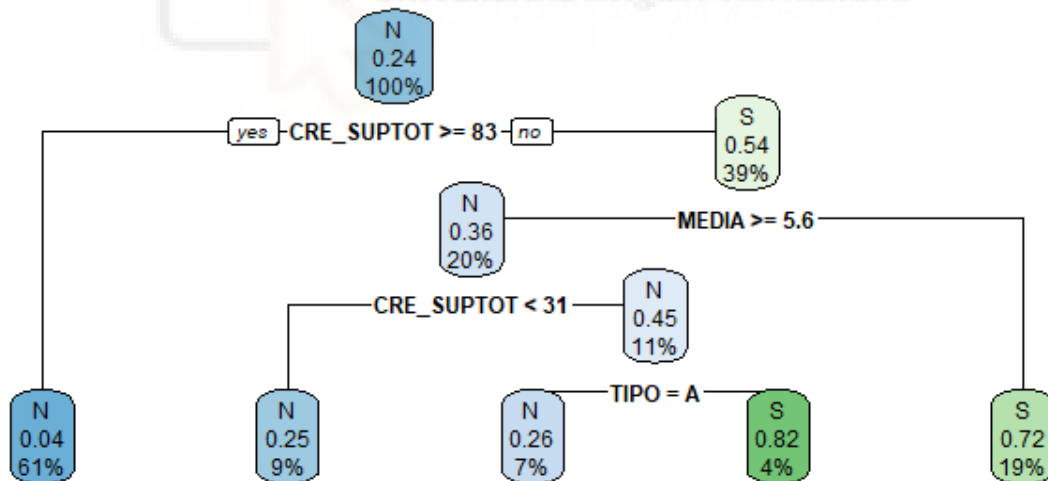 N
0.24
100%
yes CRE_SUPTOT >= 83 no
S
0.54
39%
N
0.36
20%
MEDIA >= 5.6
CRE_SUPTOT < 31
N
0.45
11%
TIPO = A
N
0.04
61%
N
0.25
9%
N
0.26
7%
S
0.82
4%
S
0.72
19%